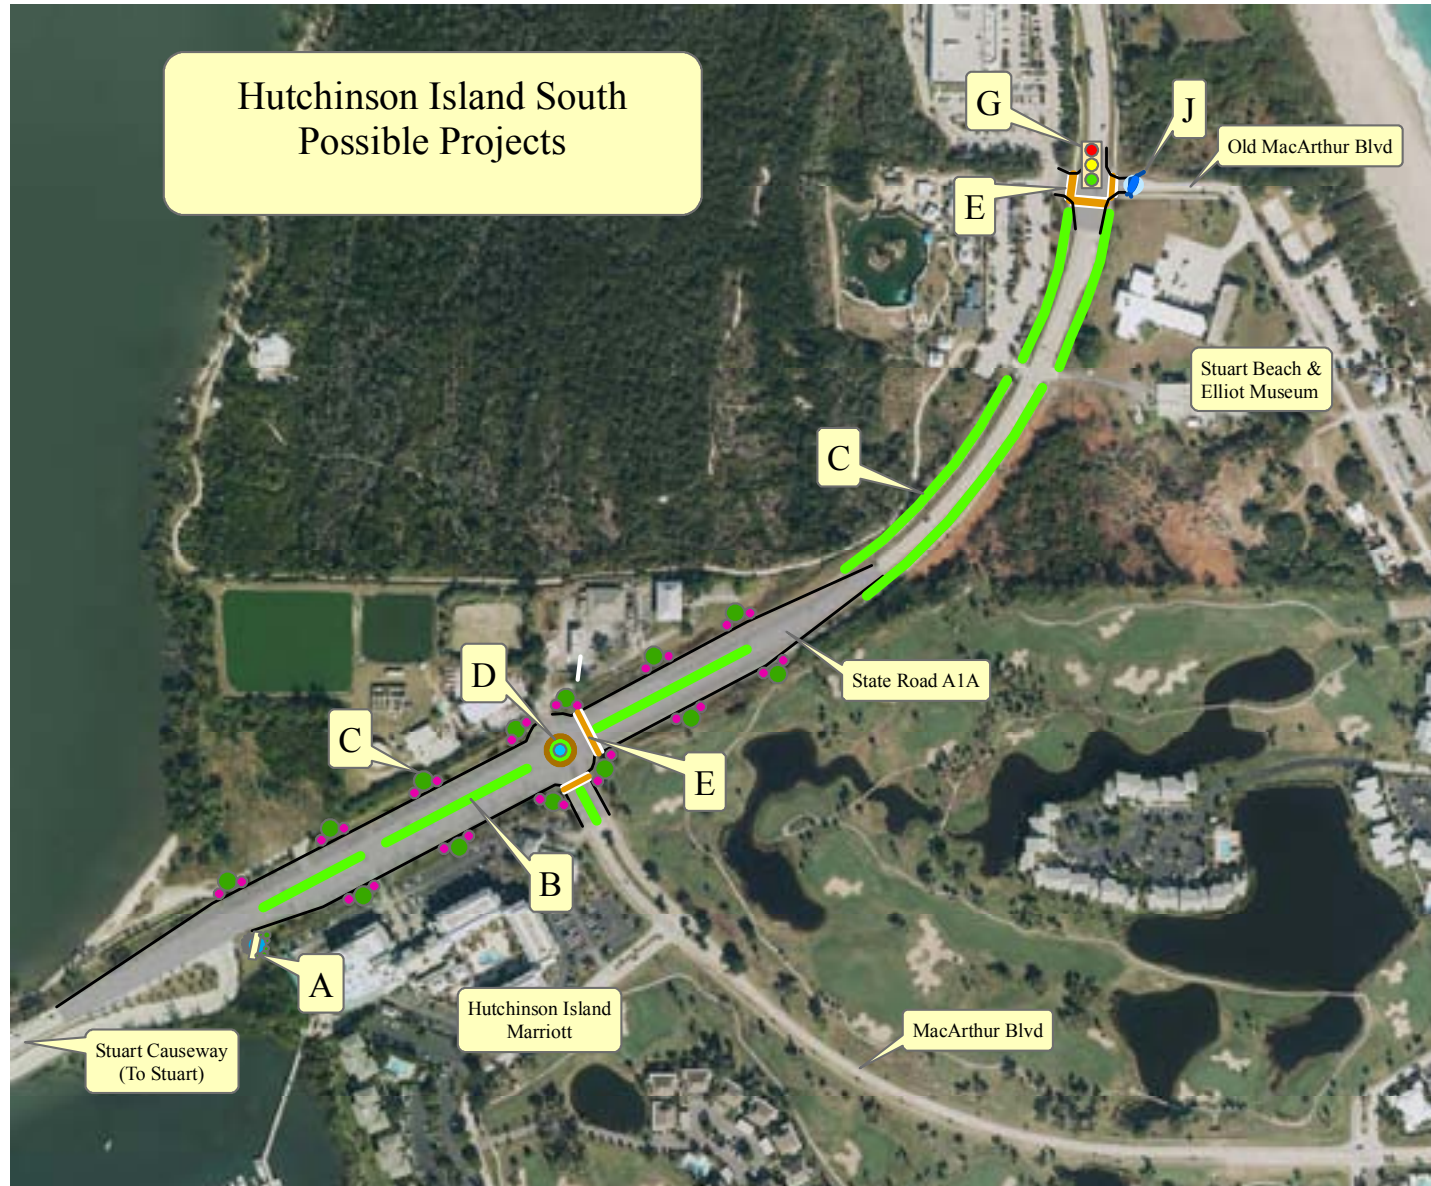 Hutchinson Island South
Possible Projects
G
J
Old MacArthur Blvd
E
Stuart Beach &
Elliot Museum
C
D
State Road A1A
C
E
B
A
Hutchinson Island
Marriott
MacArthur Blvd
Stuart Causeway
(To Stuart)